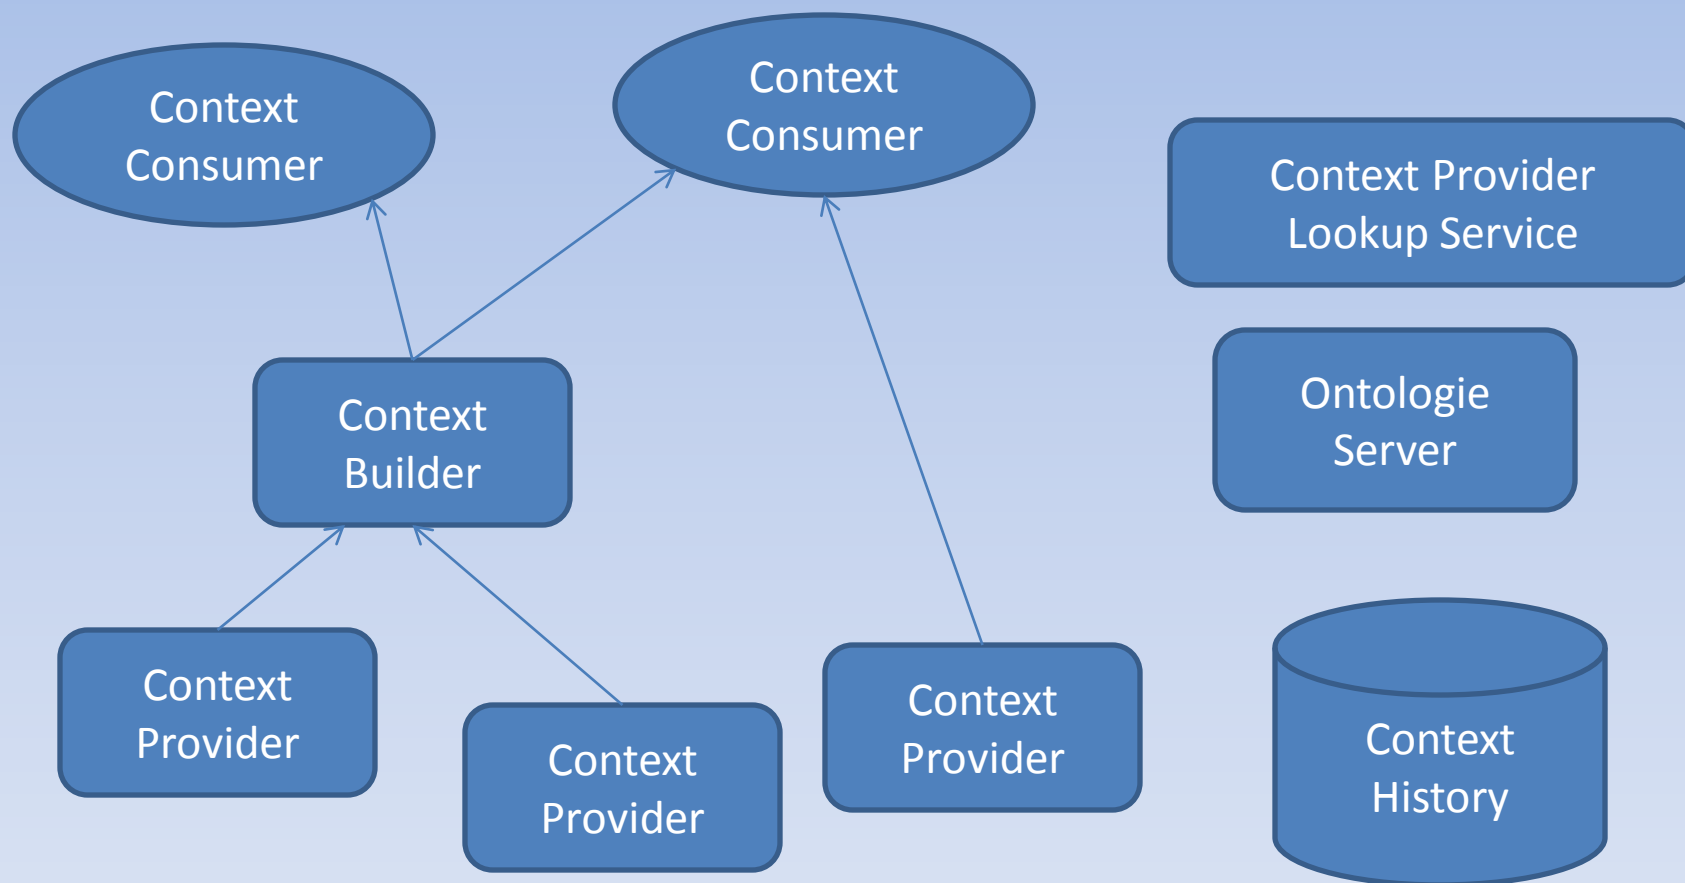 Context
Consumer
Context
Consumer
Context Provider
Lookup Service
Context
Builder
Ontologie
Server
Context
Provider
Context
Provider
Context
Provider
Context
History